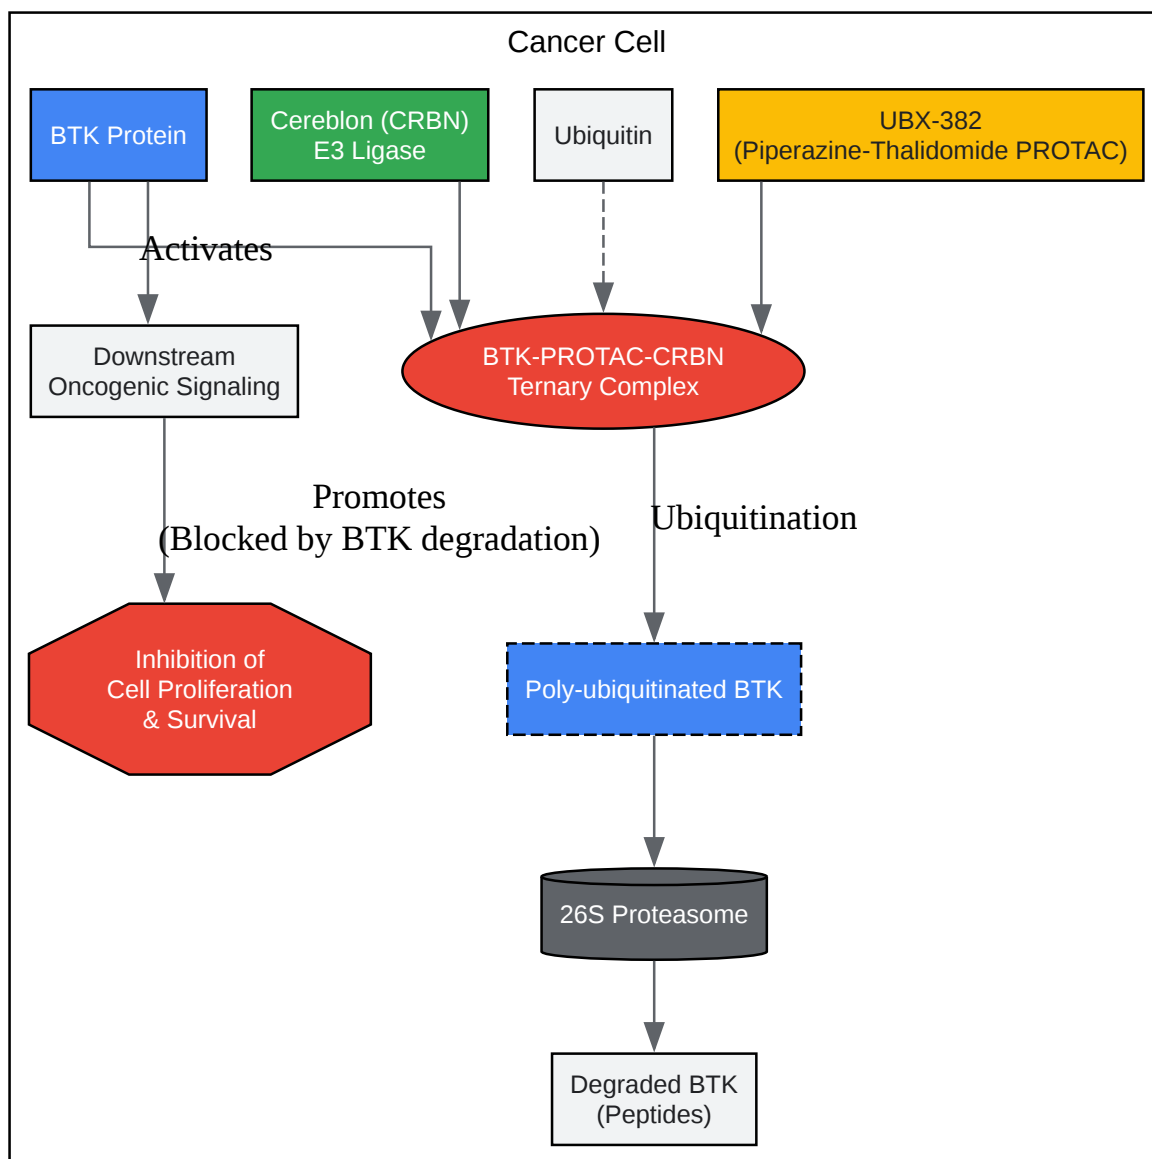 Cancer Cell
BTK Protein
Cereblon (CRBN)
E3 Ligase
Ubiquitin
UBX-382
(Piperazine-Thalidomide PROTAC)
Activates
Downstream
Oncogenic Signaling
BTK-PROTAC-CRBN
Ternary Complex
Promotes
(Blocked by BTK degradation)
Ubiquitination
Inhibition of
Cell Proliferation
& Survival
Poly-ubiquitinated BTK
26S Proteasome
Degraded BTK
(Peptides)